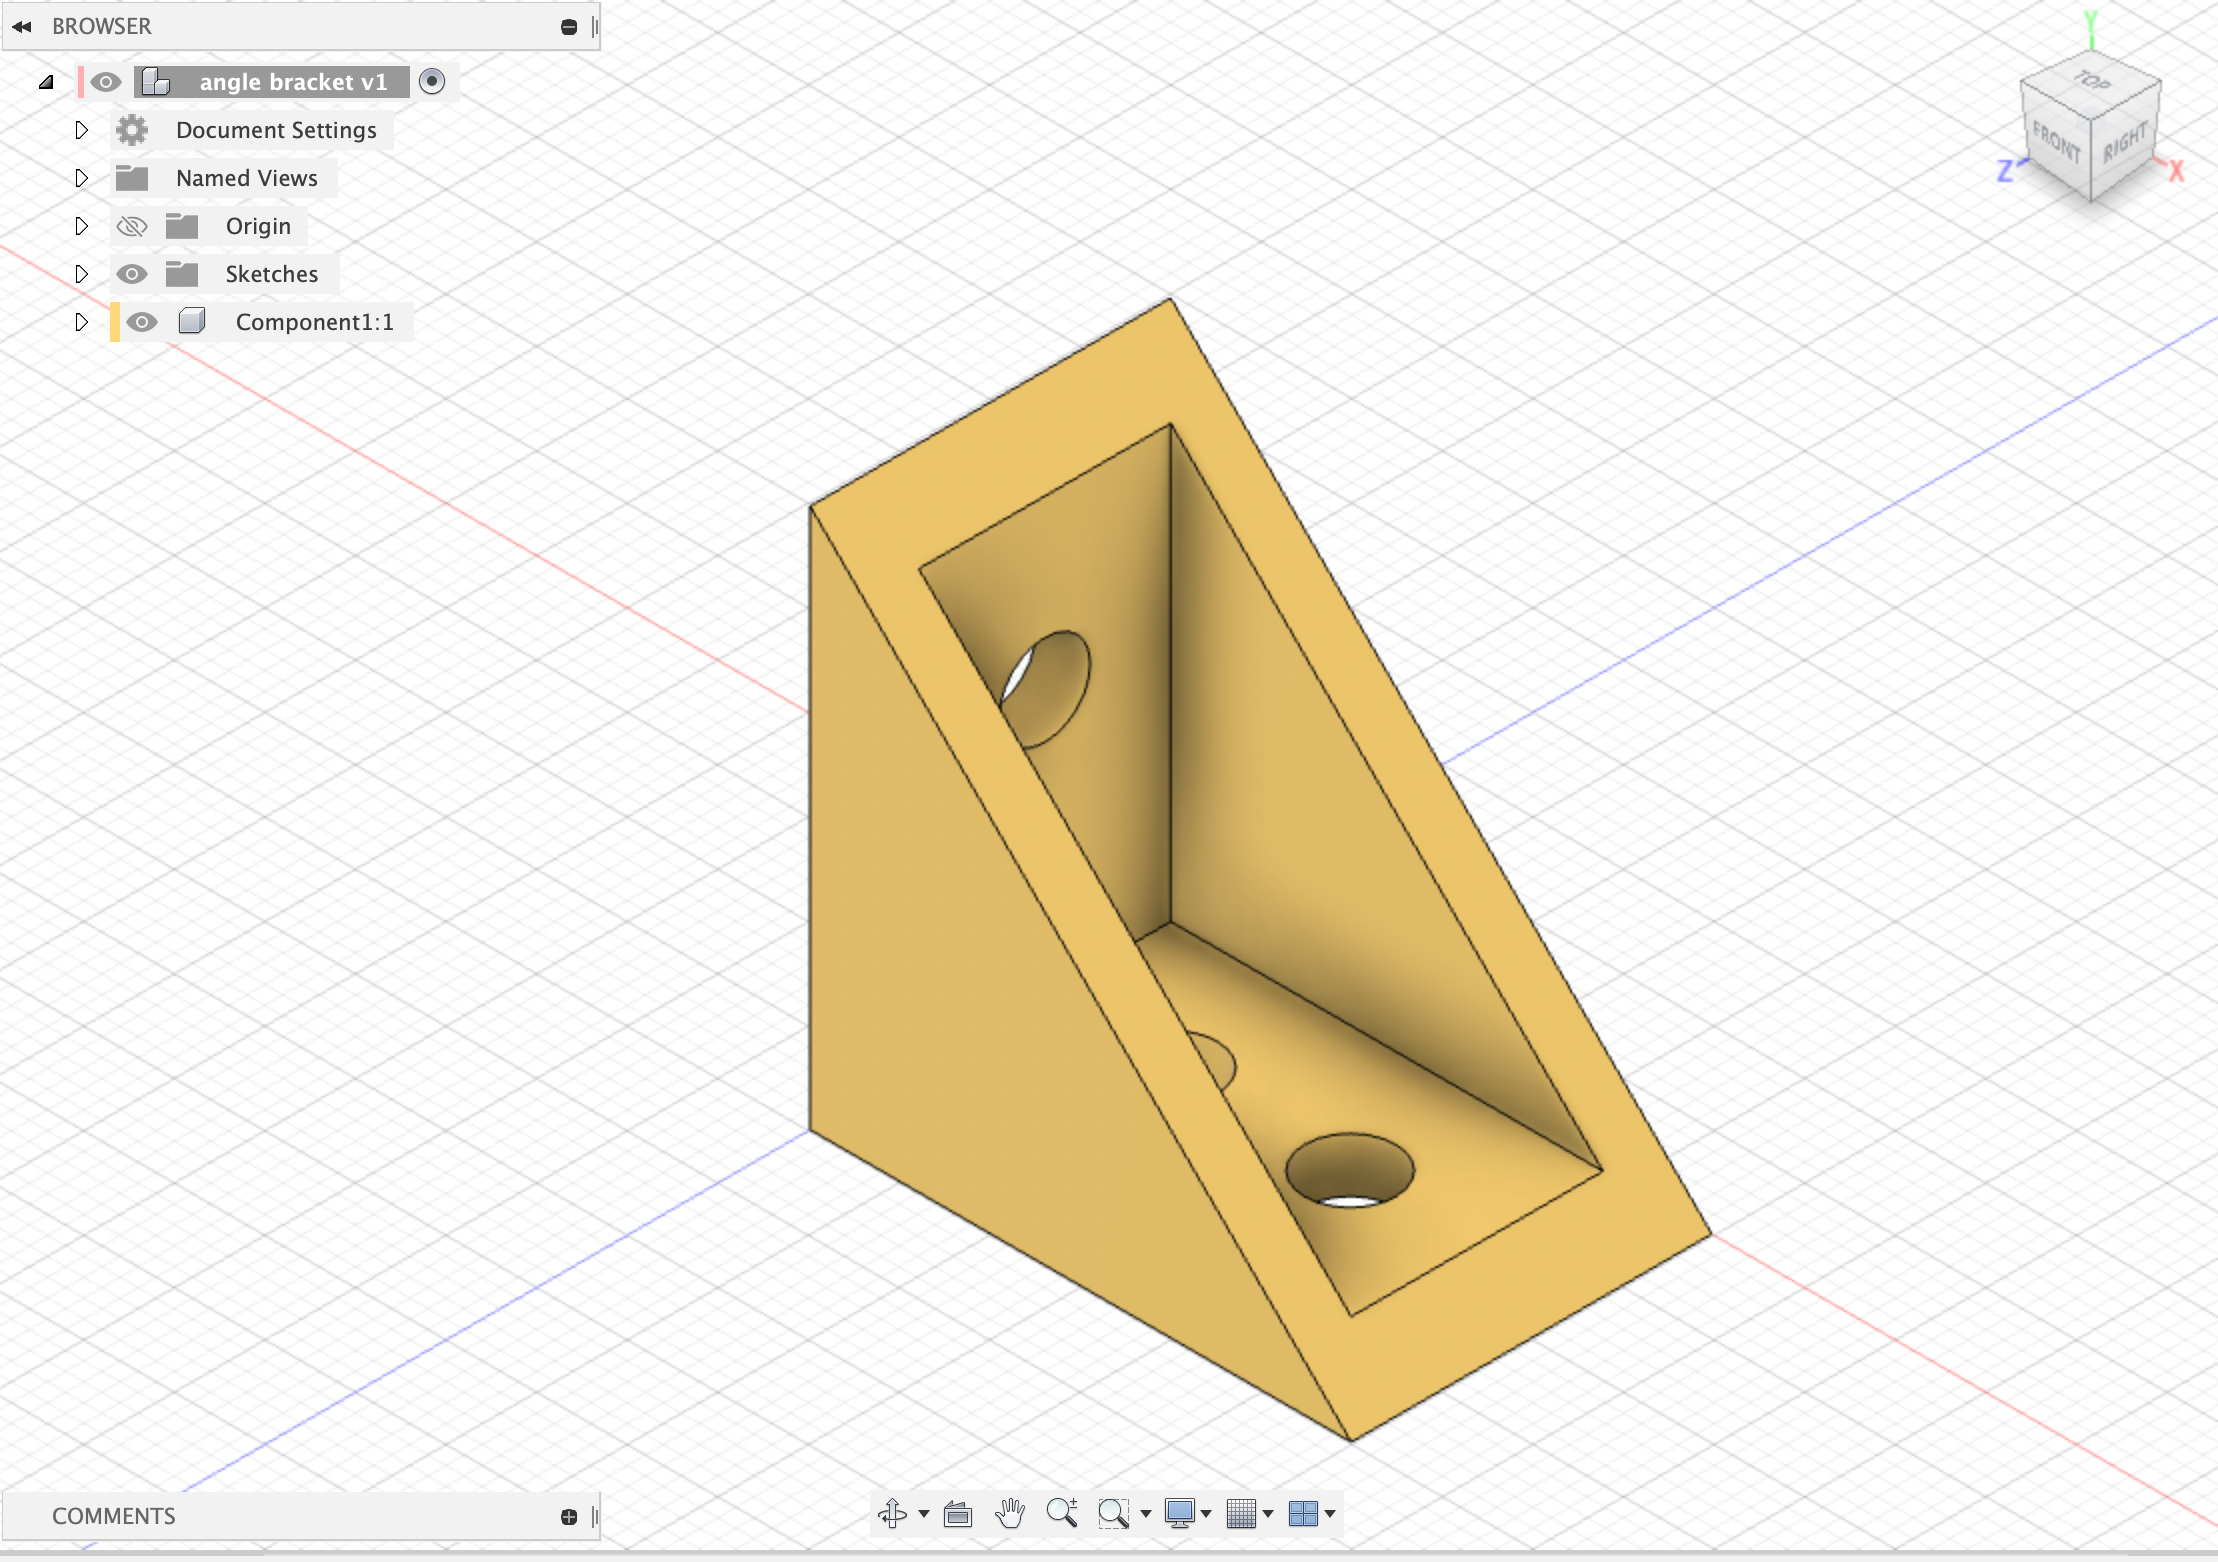 BROWSER
angle bracket v1
Document Settings
Named Views
Origin
Sketches
Component1:1
Y
TOP
FRONT
RIGHT
Z
X
COMMENTS